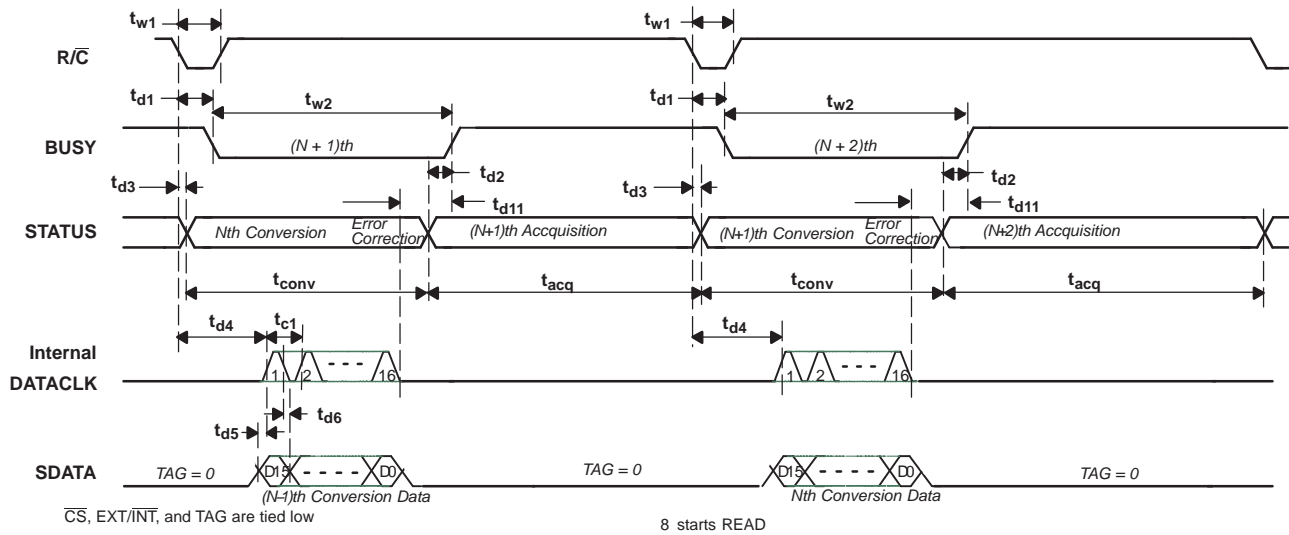 tw1 tw1
R/C
td1 tw2 td1 tw2
BUSY (N + 1)th (N + 2)th
td3 td2 td3 td2
td11 td11
STATUS Nth Conversion Error Correction (N+1)th Accquisition (N+1)th Conversion Error Correction (N+2)th Accquisition
tconv tacq tconv tacq
td4 tc1 td4
Internal
DATACLK 1 2 - - - 16 1 2 - - - 16
td5 td6
SDATA TAG = 0 D15 - - - - - D0 TAG = 0 D15 - - - - - D0 TAG = 0
(N–1)th Conversion Data Nth Conversion Data
CS, EXT/INT, and TAG are tied low
8 starts READ